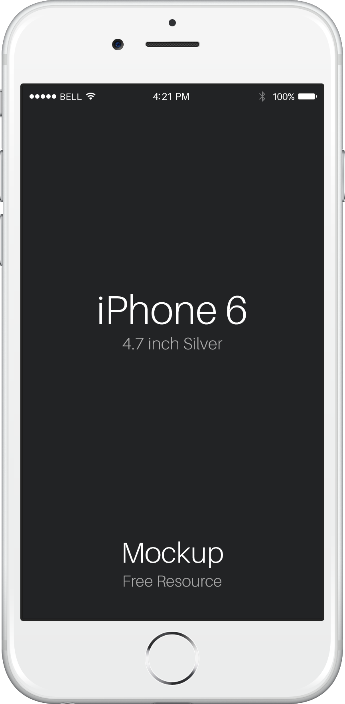 BELL 4:21 PM 100%
iPhone 6
4.7 inch Silver
Mockup
Free Resource